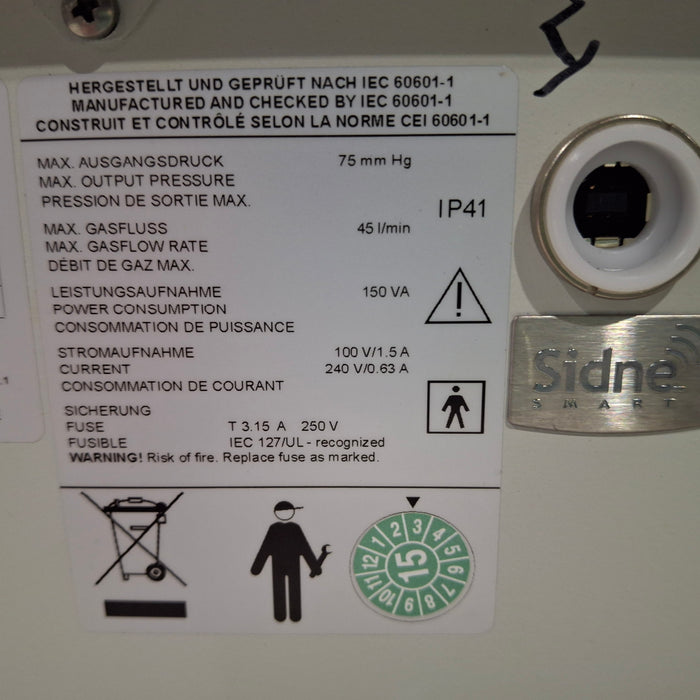 HERGESTELLT UND GEPRÜFT NACH IEC 60601-1
MANUFACTURED AND CHECKED BY IEC 60601-1
CONSTRUIT ET CONTRÔLÉ SELON LA NORME CEI 60601-1
MAX. AUSGANGSDRUCK 75 mm Hg
MAX. OUTPUT PRESSURE
PRESSION DE SORTIE MAX.
IP41
MAX. GASFLUSS 45 l/min
MAX. GASFLOW RATE
DÉBIT DE GAZ MAX.
LEISTUNGSAUFNAHME 150 VA
POWER CONSUMPTION
CONSOMMATION DE PUISSANCE
STROMAUFNAHME 100 V/1.5 A
CURRENT 240 V/0.63 A
CONSOMMATION DE COURANT
SICHERUNG
FUSE T 3.15 A 250 V
FUSIBLE IEC 127/UL - recognized
WARNING! Risk of fire. Replace fuse as marked.
1 2 3 4 5 6 7 8 9 10 11 12
15
Sidne
SMART